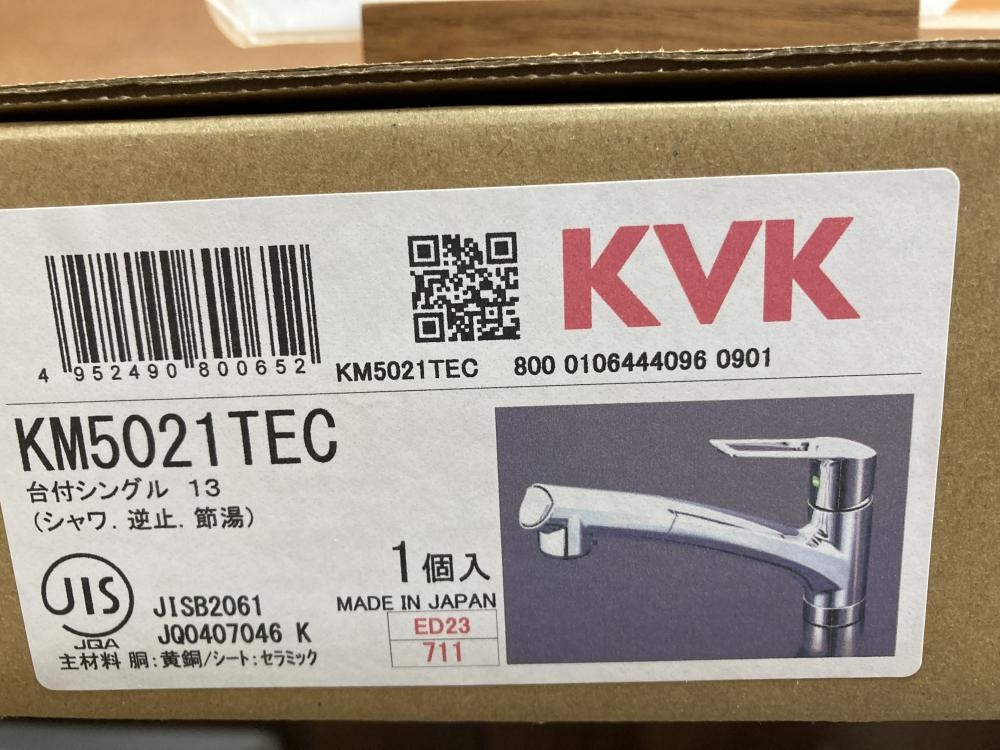 KVK
4 952490 800652
KM5021TEC 800 0106444096 0901
KM5021TEC
台付シングル 13
(シャワ.逆止.節湯)
1個入
MADE IN JAPAN
ED23
711
JIS
JQA
JISB2061
JQ0407046 K
主材料 胴:黄銅/シート:セラミック